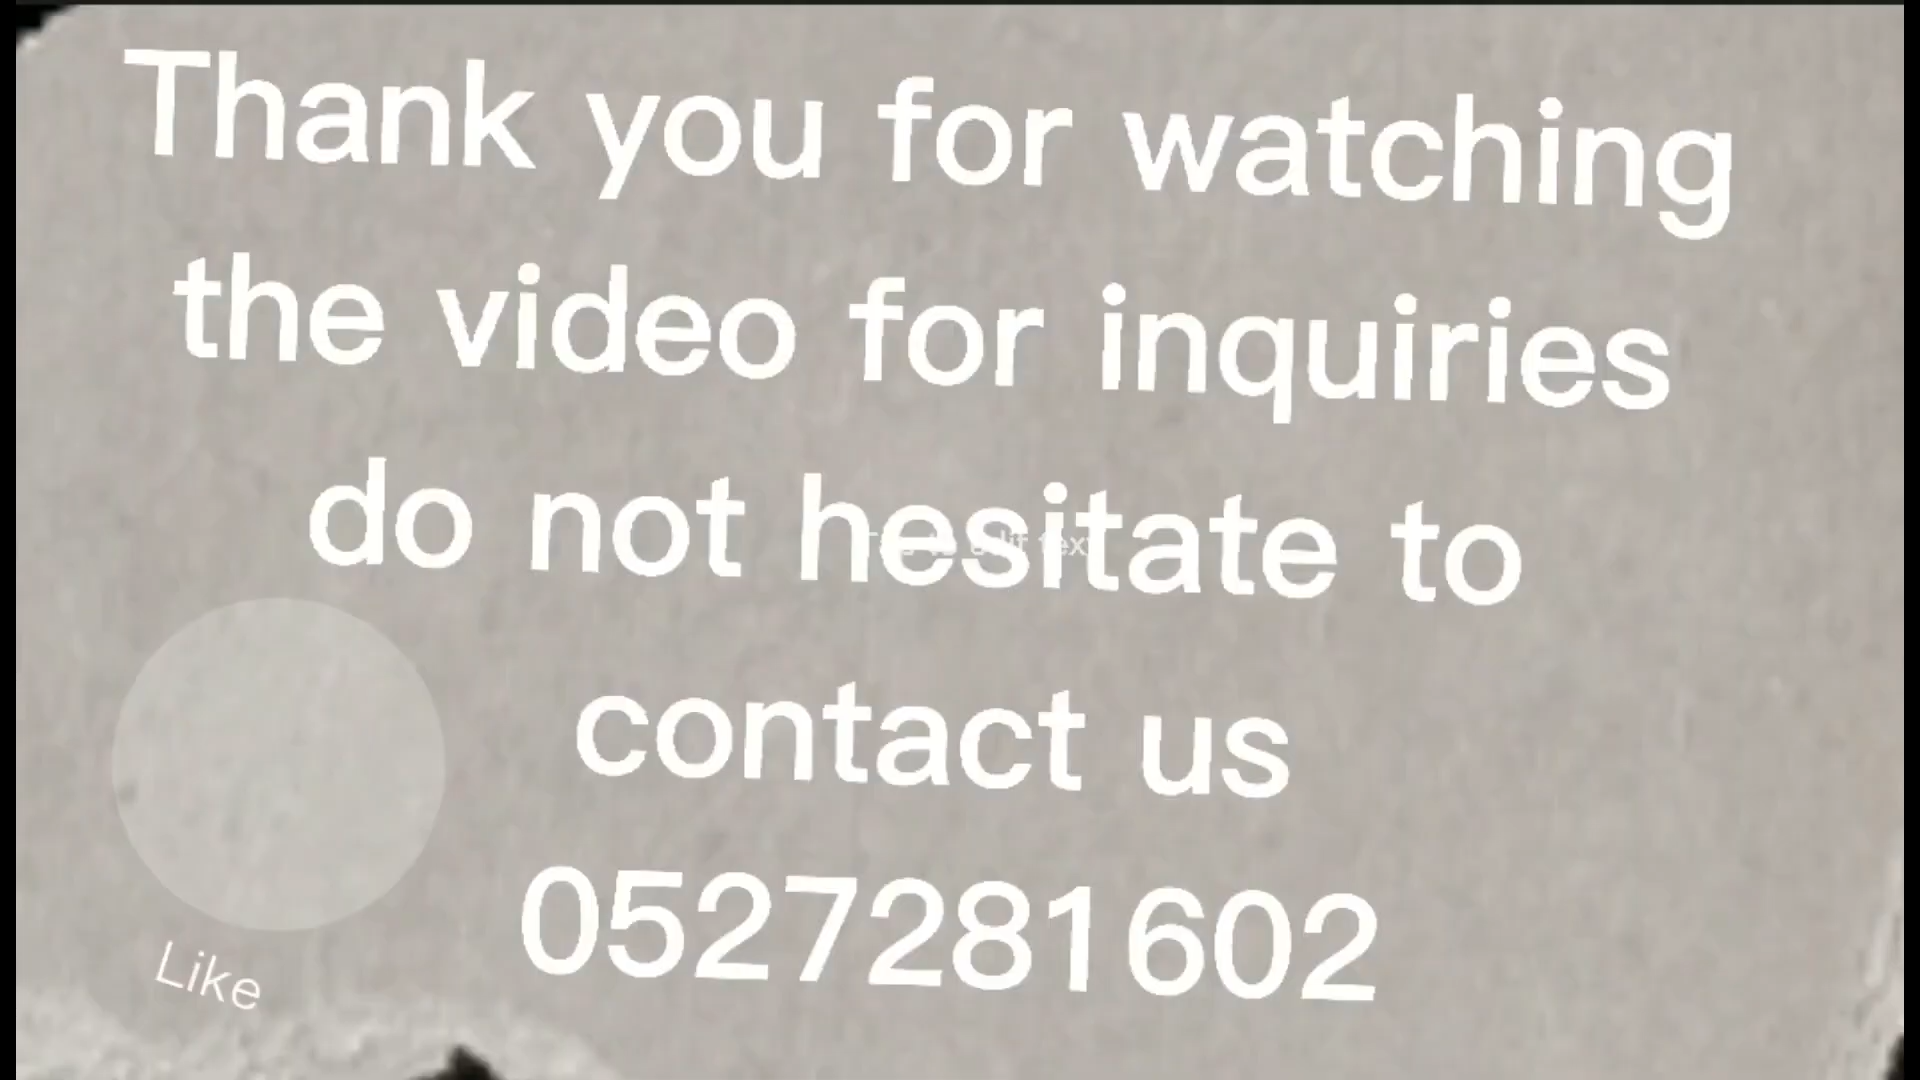 Thank you for watching
the video for inquiries
do not hesitate to
contact us
0527281602
Like